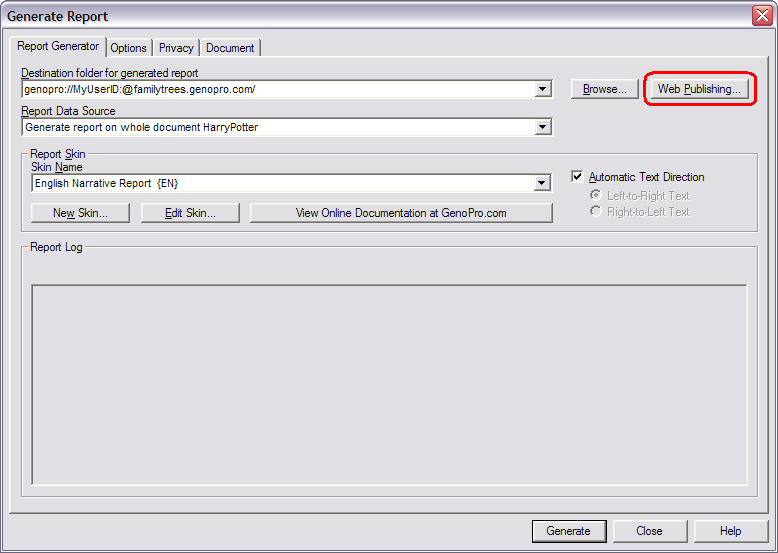 Generate Report
Report Generator Options Privacy Document
Destination folder for generated report
genopro://MyUserID:@familytrees.genopro.com/ Browse... Web Publishing...
Report Data Source
Generate report on whole document HarryPotter
Report Skin
Skin Name
English Narrative Report {EN} Automatic Text Direction
Left-to-Right Text
New Skin... Edit Skin... View Online Documentation at GenoPro.com Right-to-Left Text
Report Log
Generate Close Help